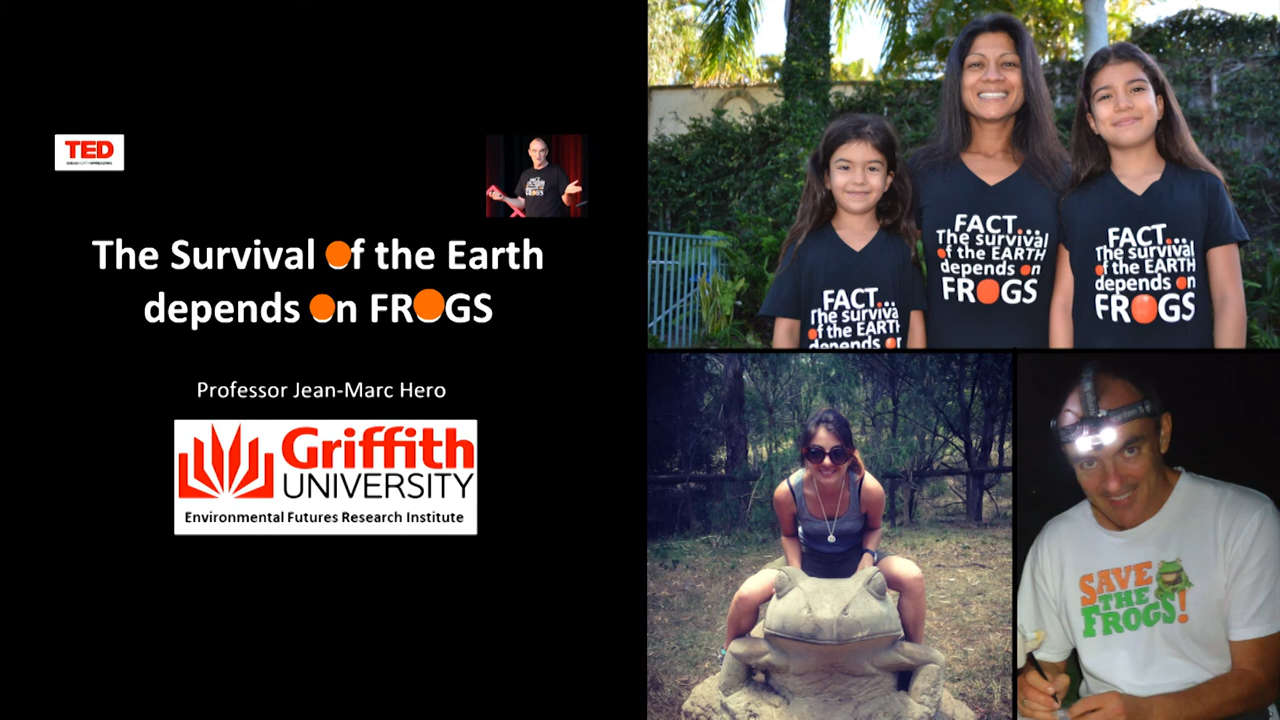 TED
The Survival of the Earth
depends on FROGS
Professor Jean-Marc Hero
Griffith
UNIVERSITY
Environmental Futures Research Institute
FACT...
The surviva
of the EARTH
depends on
FACT...
The survival
of the EARTH
depends on
FROGS
FACT...
The survival
of the EARTH
depends on
FROGS
SAVE
THE
FROGS!